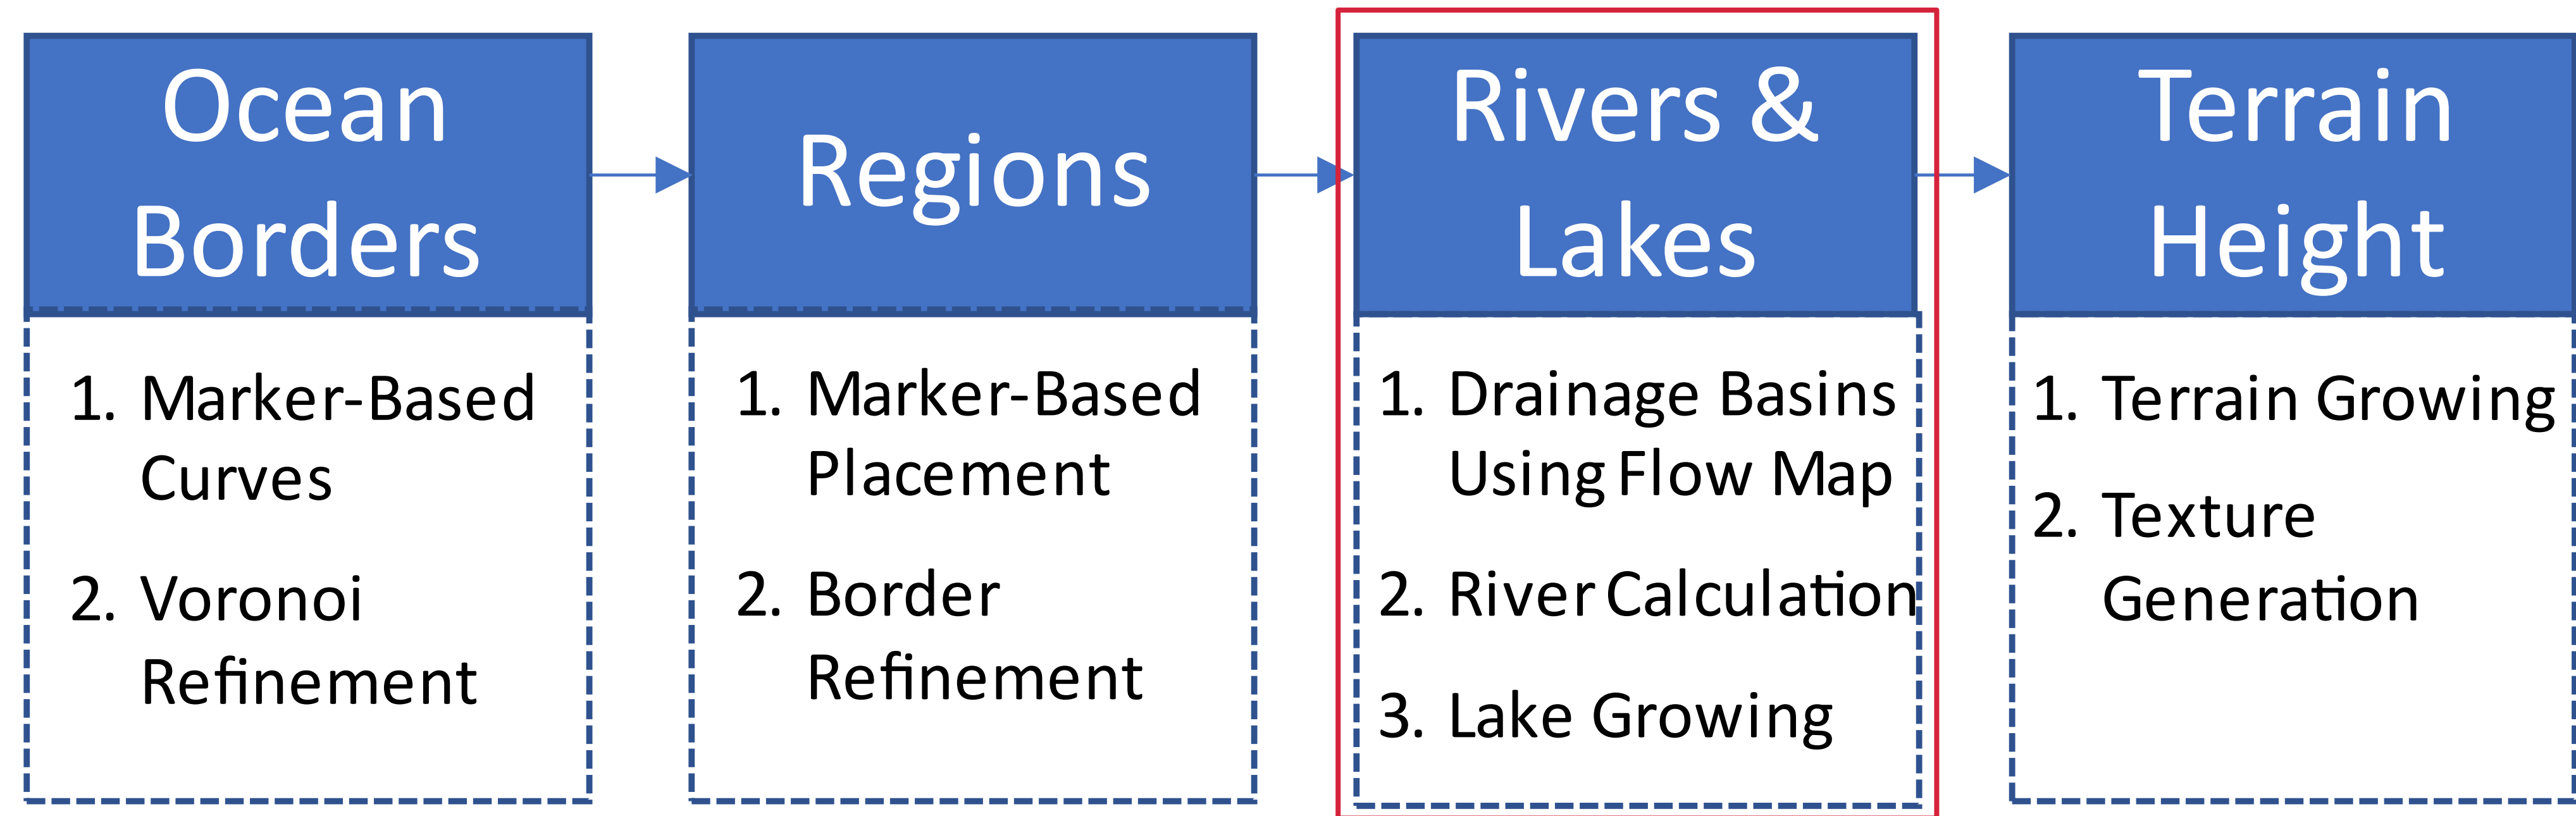 Ocean
Borders
1. Marker-Based
Curves
2. Voronoi
Refinement
Regions
1. Marker-Based
Placement
2. Border
Refinement
Rivers &
Lakes
1. Drainage Basins
Using Flow Map
2. River Calculation
3. Lake Growing
Terrain
Height
1. Terrain Growing
2. Texture
Generation